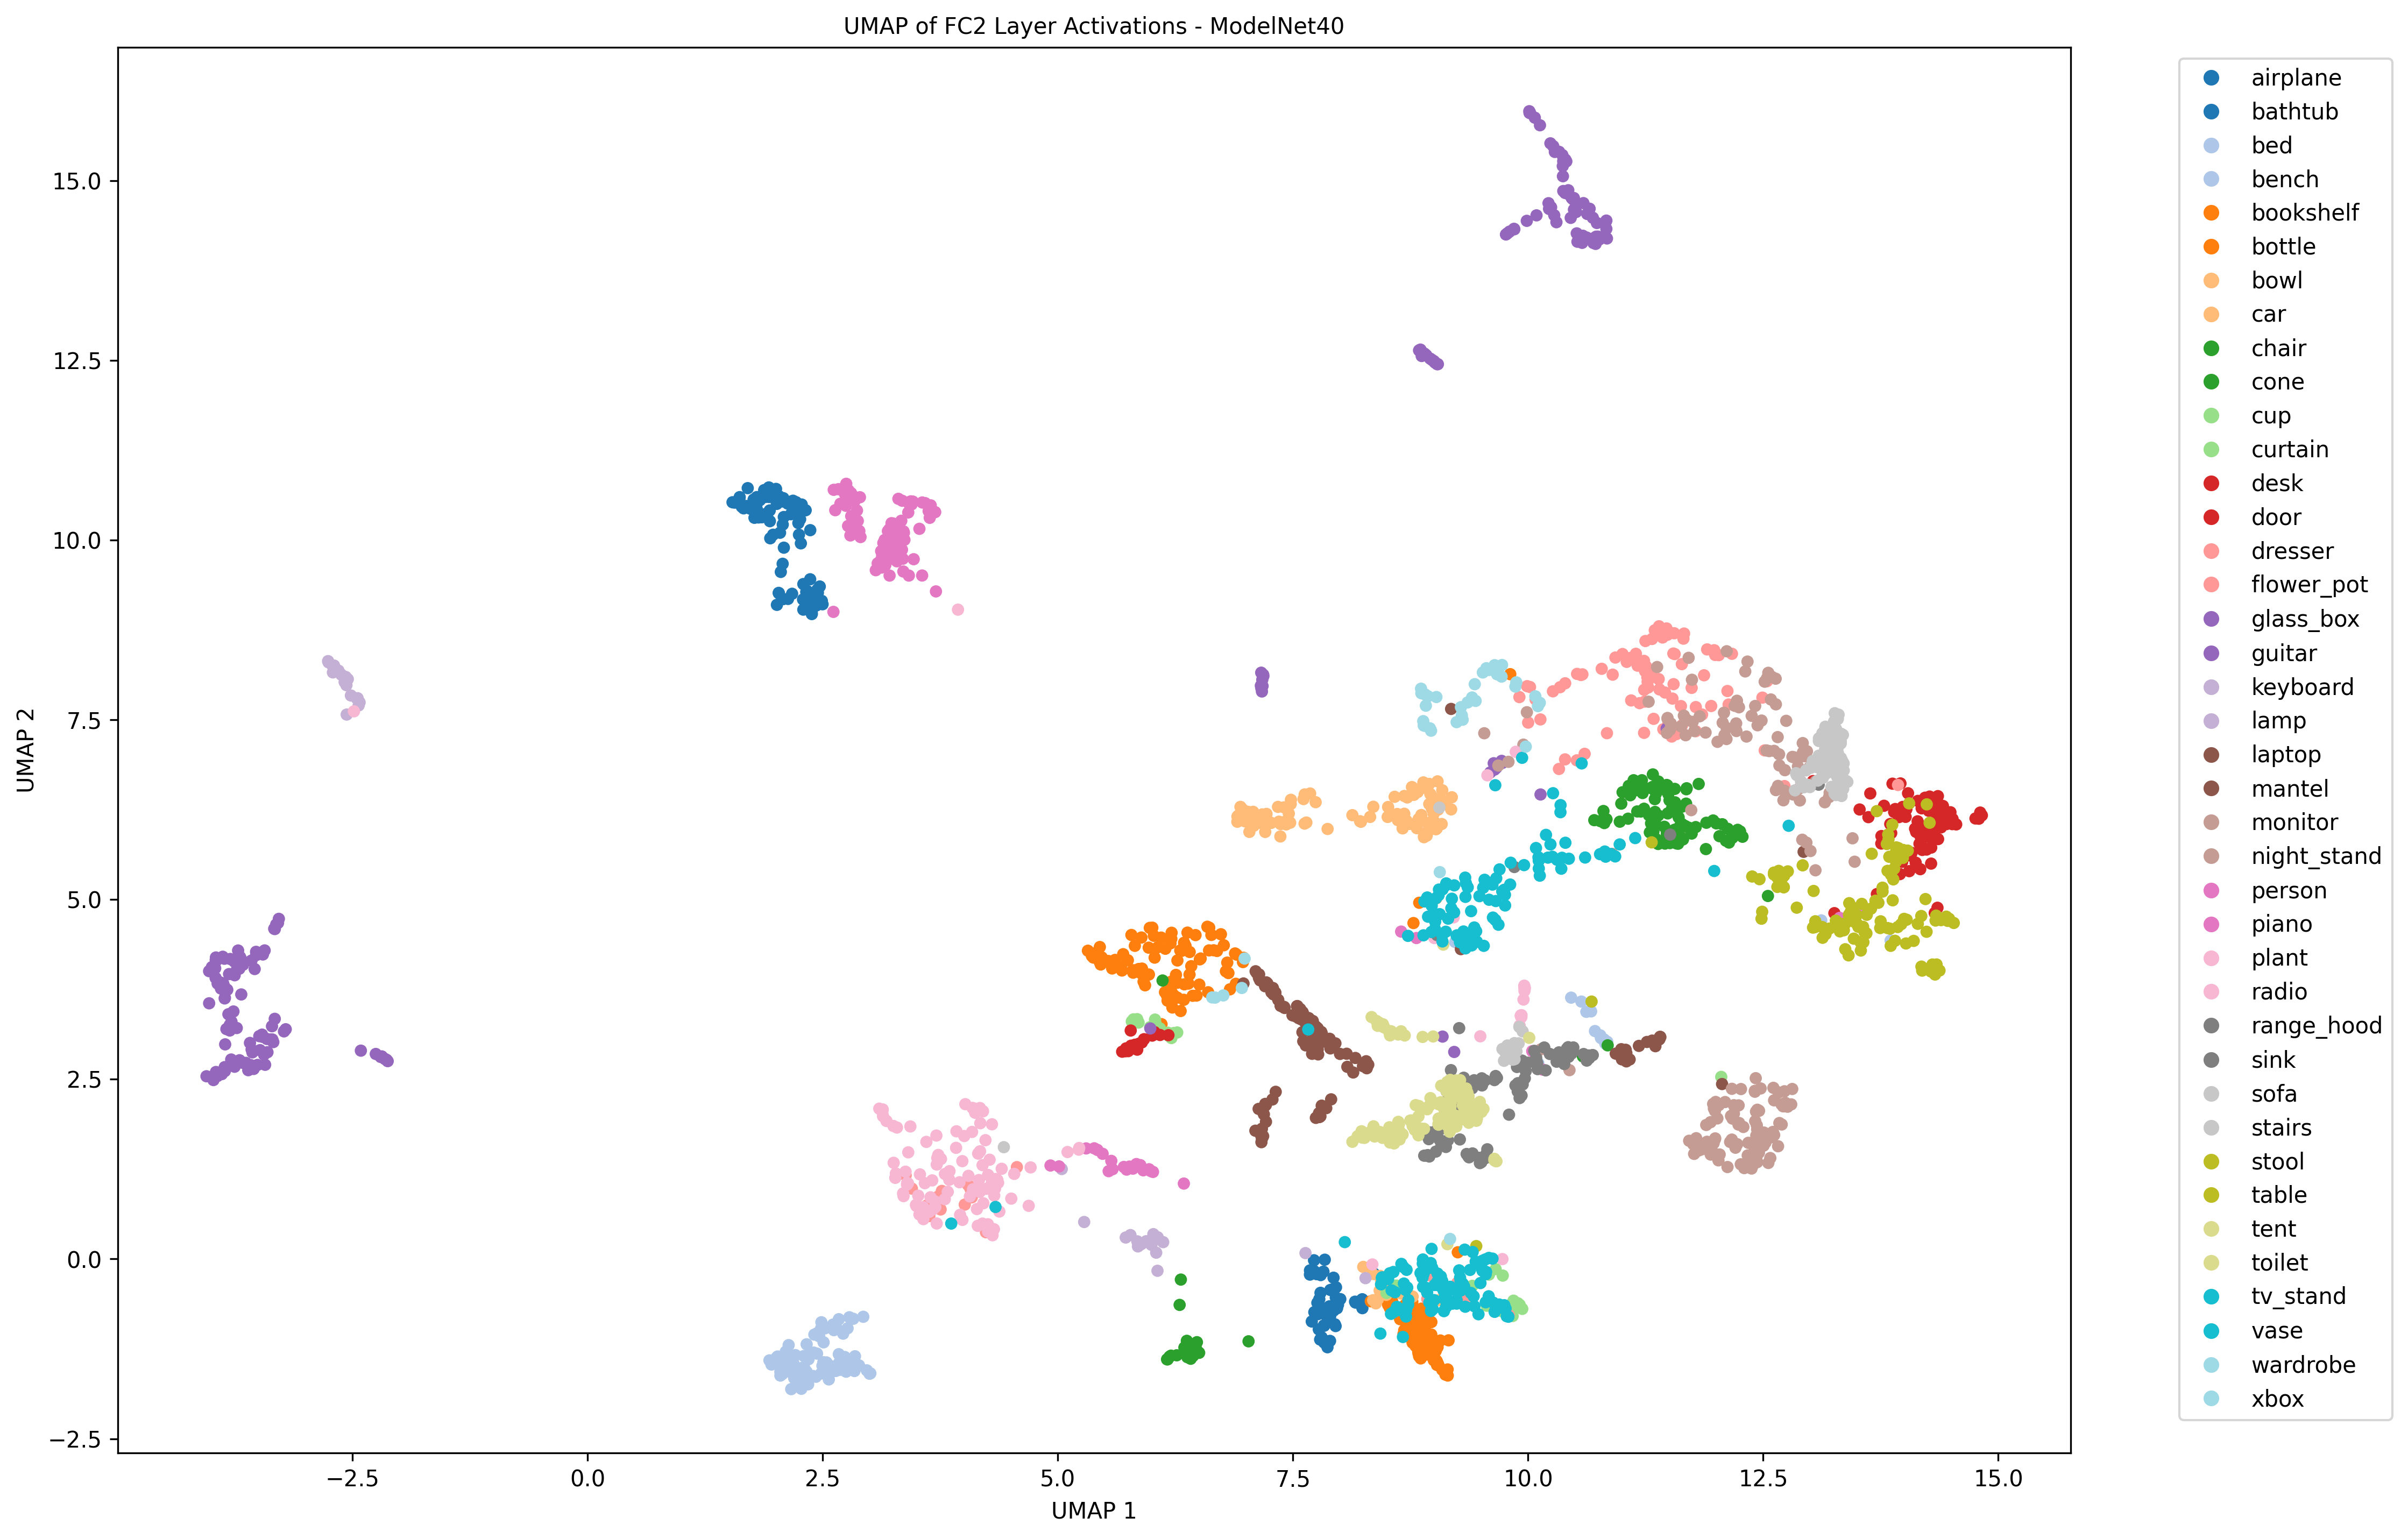 UMAP of FC2 Layer Activations - ModelNet40
15.0
12.5
10.0
7.5
5.0
2.5
0.0
−2.5
UMAP 2
−2.5
0.0
2.5
5.0
7.5
10.0
12.5
15.0
UMAP 1
airplane
bathtub
bed
bench
bookshelf
bottle
bowl
car
chair
cone
cup
curtain
desk
door
dresser
flower_pot
glass_box
guitar
keyboard
lamp
laptop
mantel
monitor
night_stand
person
piano
plant
radio
range_hood
sink
sofa
stairs
stool
table
tent
toilet
tv_stand
vase
wardrobe
xbox